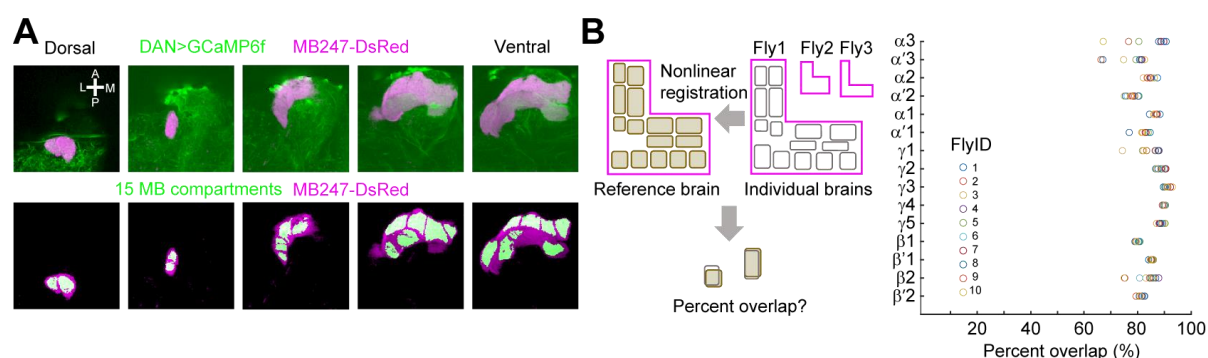 A
Dorsal
DAN>GCaMP6f
MB247-DsRed
Ventral
A
L
M
P
15 MB compartments
MB247-DsRed
B
Fly1
Fly2
Fly3
Nonlinear
registration
Reference brain
Individual brains
Percent overlap?
α3
α′3
α2
α′2
α1
α′1
γ1
γ2
γ3
γ4
γ5
β1
β′1
β2
β′2
FlyID
1
2
3
4
5
6
7
8
9
10
20 40 60 80 100
Percent overlap (%)